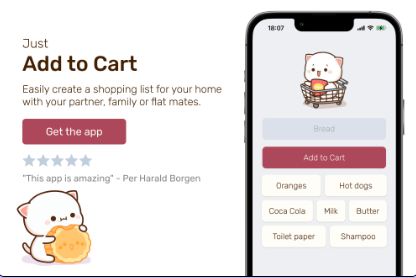 Just
Add to Cart
Easily create a shopping list for your home
with your partner, family or flat mates.
Get the app
"This app is amazing" - Per Harald Borgen
18:07
Bread
Add to Cart
Oranges
Hot dogs
Coca Cola
Milk
Butter
Toilet paper
Shampoo